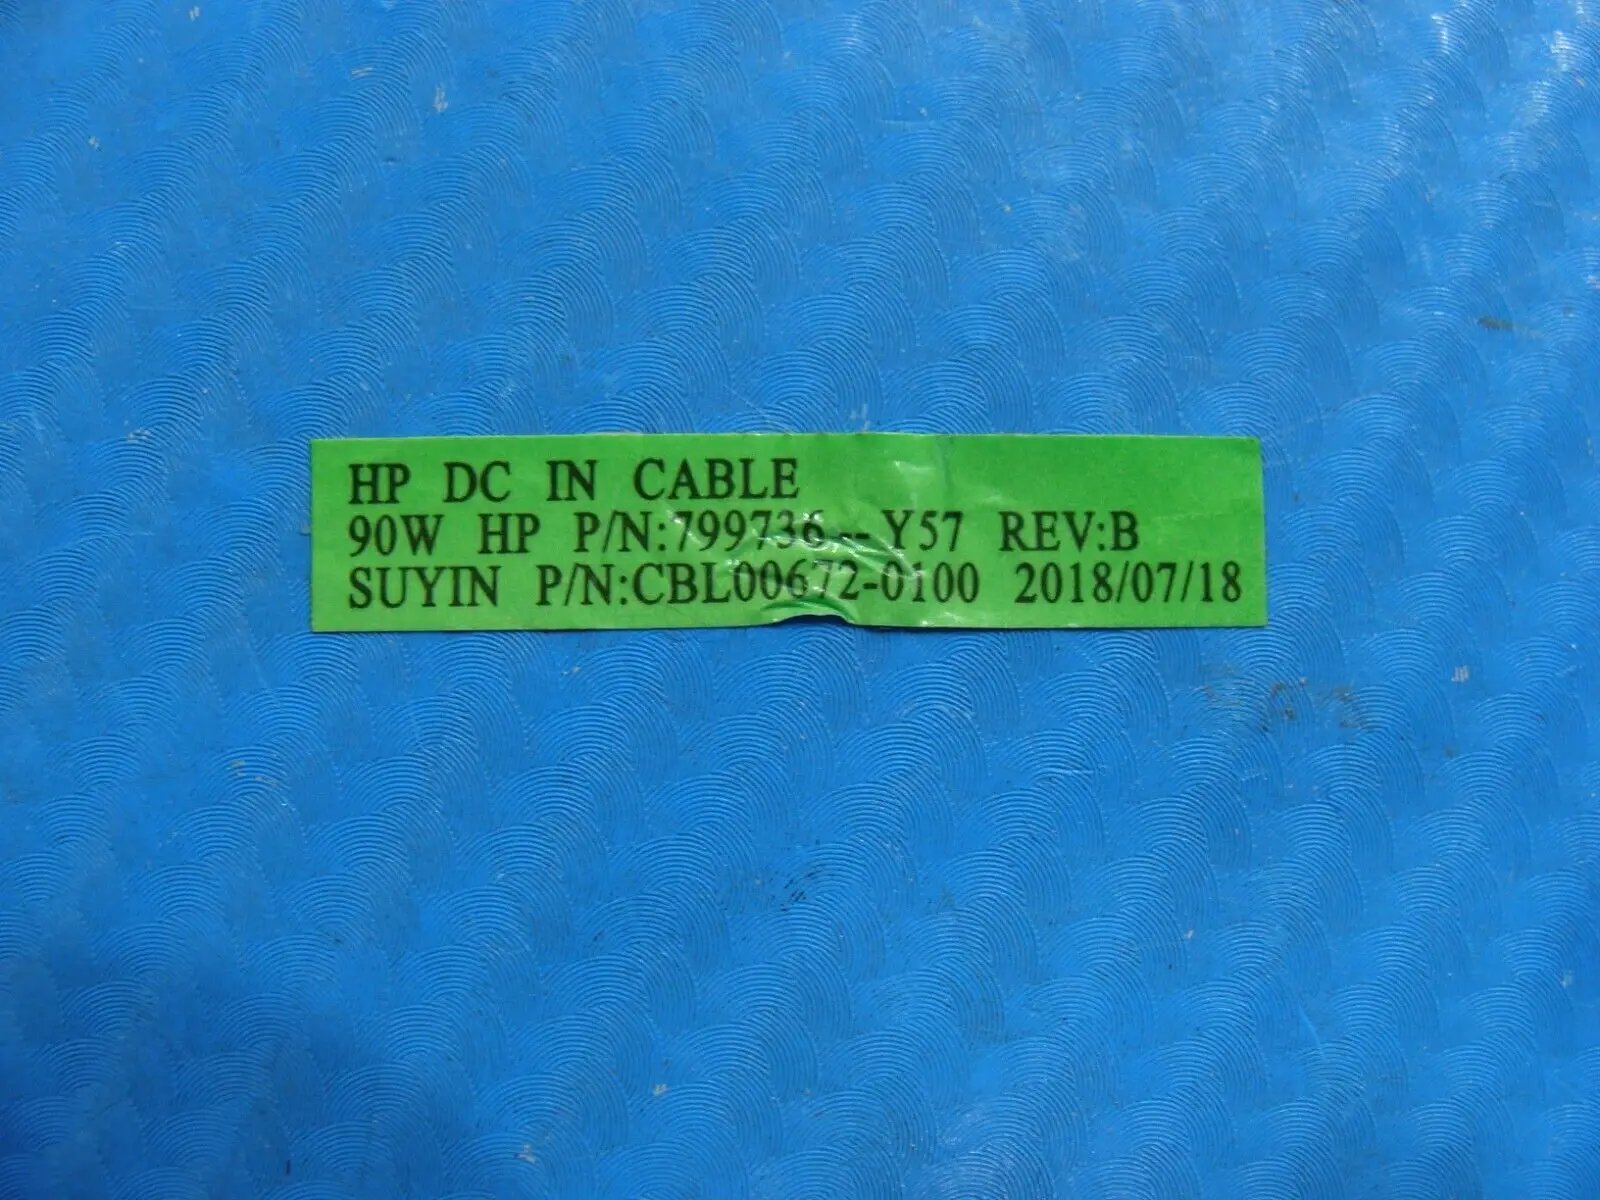 HP DC IN CABLE
90W HP P/N:799736-Y57 REV:B
SUYIN P/N:CBL00672-0100 2018/07/18